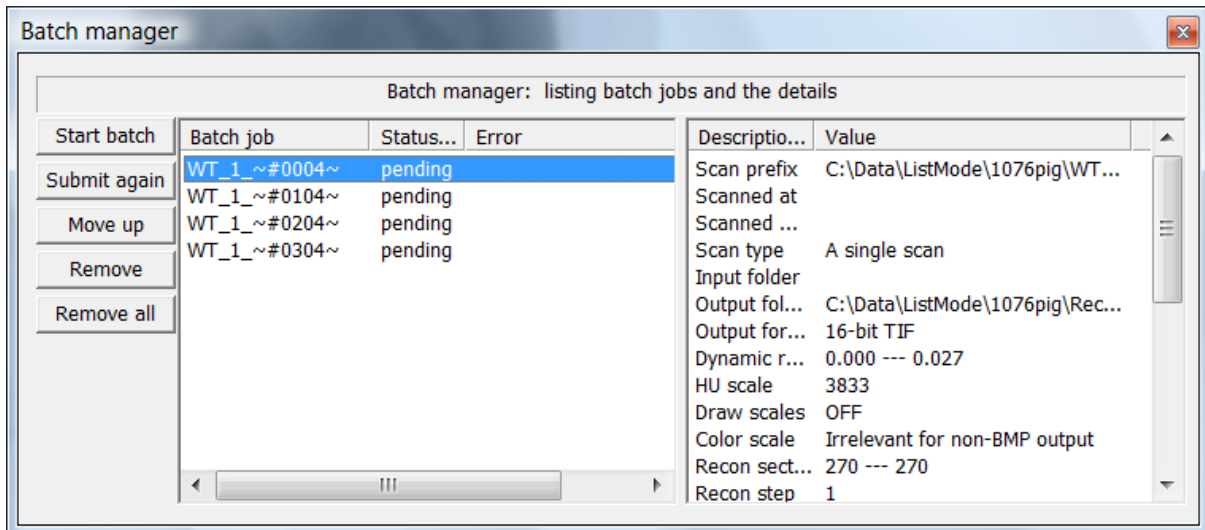 Batch manager
Batch manager: listing batch jobs and the details
Start batch
Submit again
Move up
Remove
Remove all
Batch job Status... Error
WT_1_~#0004~ pending
WT_1_~#0104~ pending
WT_1_~#0204~ pending
WT_1_~#0304~ pending
Descriptio... Value
Scan prefix C:\Data\ListMode\1076pig\WT...
Scanned at
Scanned ...
Scan type A single scan
Input folder
Output fol... C:\Data\ListMode\1076pig\Rec...
Output for... 16-bit TIF
Dynamic r... 0.000 --- 0.027
HU scale 3833
Draw scales OFF
Color scale Irrelevant for non-BMP output
Recon sect... 270 --- 270
Recon step 1